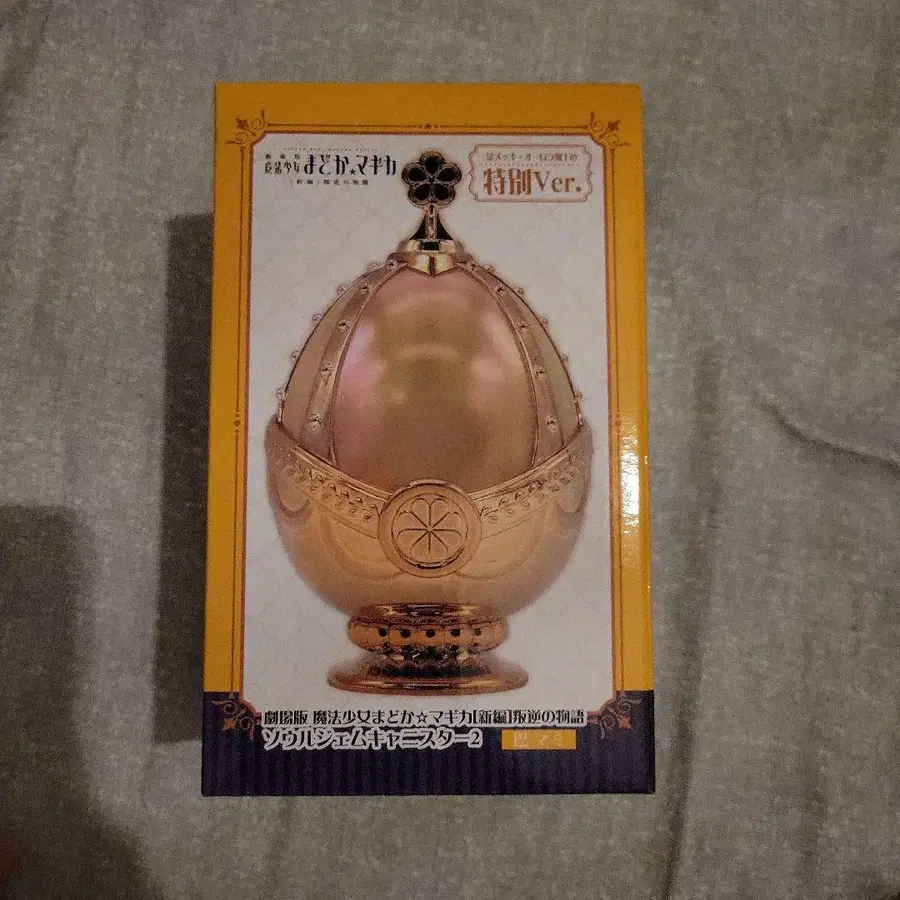 劇場版
魔法少女 まどか☆マギカ
[新編]叛逆の物語
特別Ver.
劇場版 魔法少女まどか☆マギカ[新編]叛逆の物語
ソウルジェムキャニスター2 巴 マミ